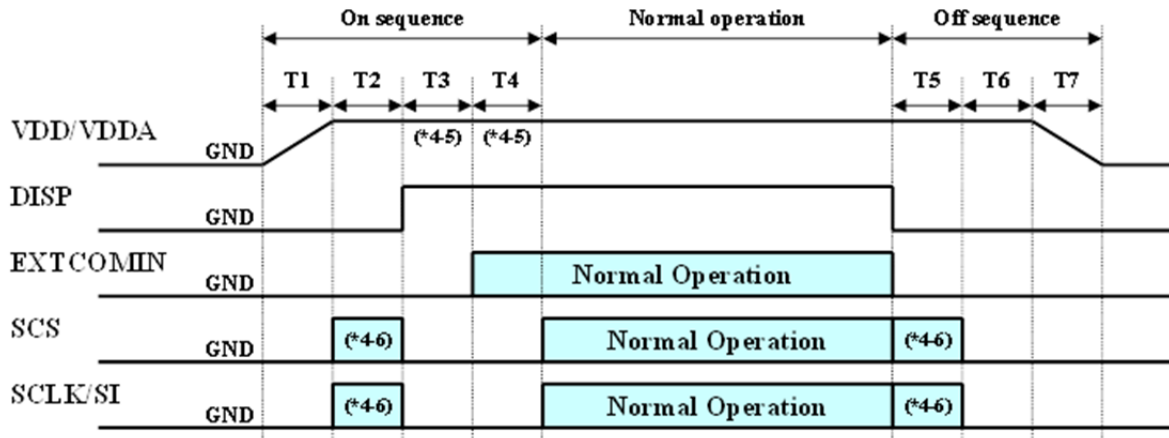 On sequence Normal operation Off sequence
T1 T2 T3 T4 T5 T6 T7
VDD/VDDA GND (*4-5) (*4-5)
DISP GND
EXTCOMIN GND Normal Operation
SCS GND (*4-6) Normal Operation (*4-6)
SCLK/SI GND (*4-6) Normal Operation (*4-6)